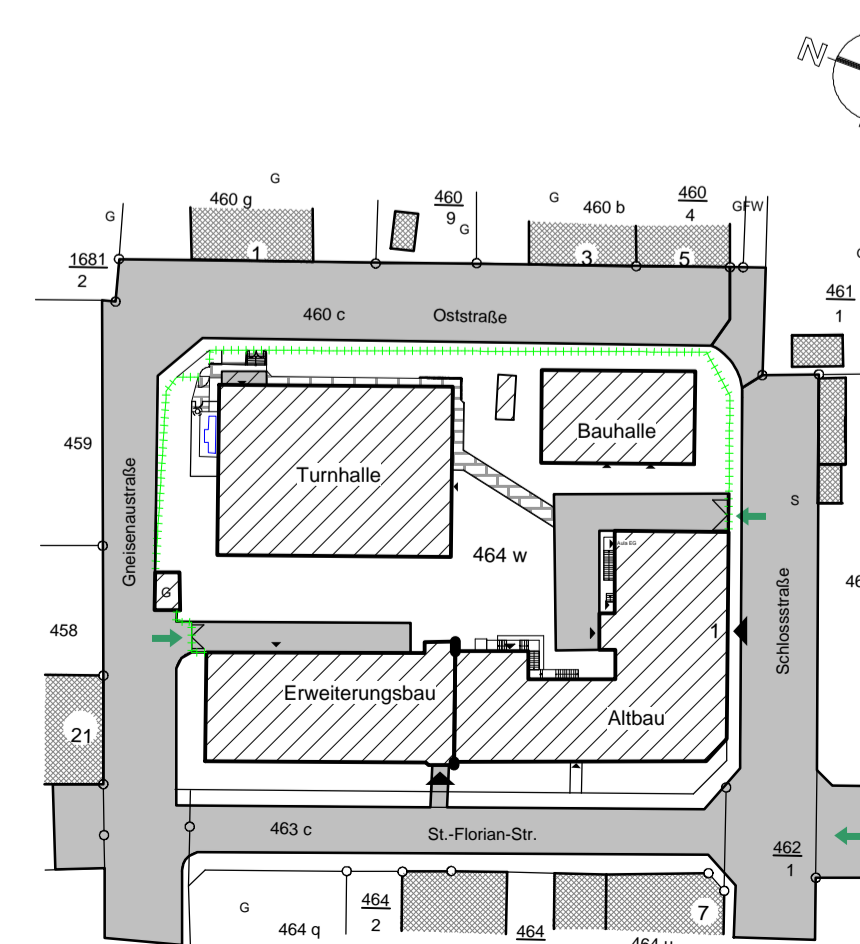 N
G
460 g
460
9
G
G
460 b
460
4
GFW
G
1681
2
1
3
5
461
1
460 c
Oststraße
459
Gneisenaustraße
Turnhalle
Bauhalle
S
464 w
Aula EG
G
458
1
Schlossstraße
Erweiterungsbau
Altbau
21
463 c
St.-Florian-Str.
462
1
G
464 q
464
2
464
7
464 u